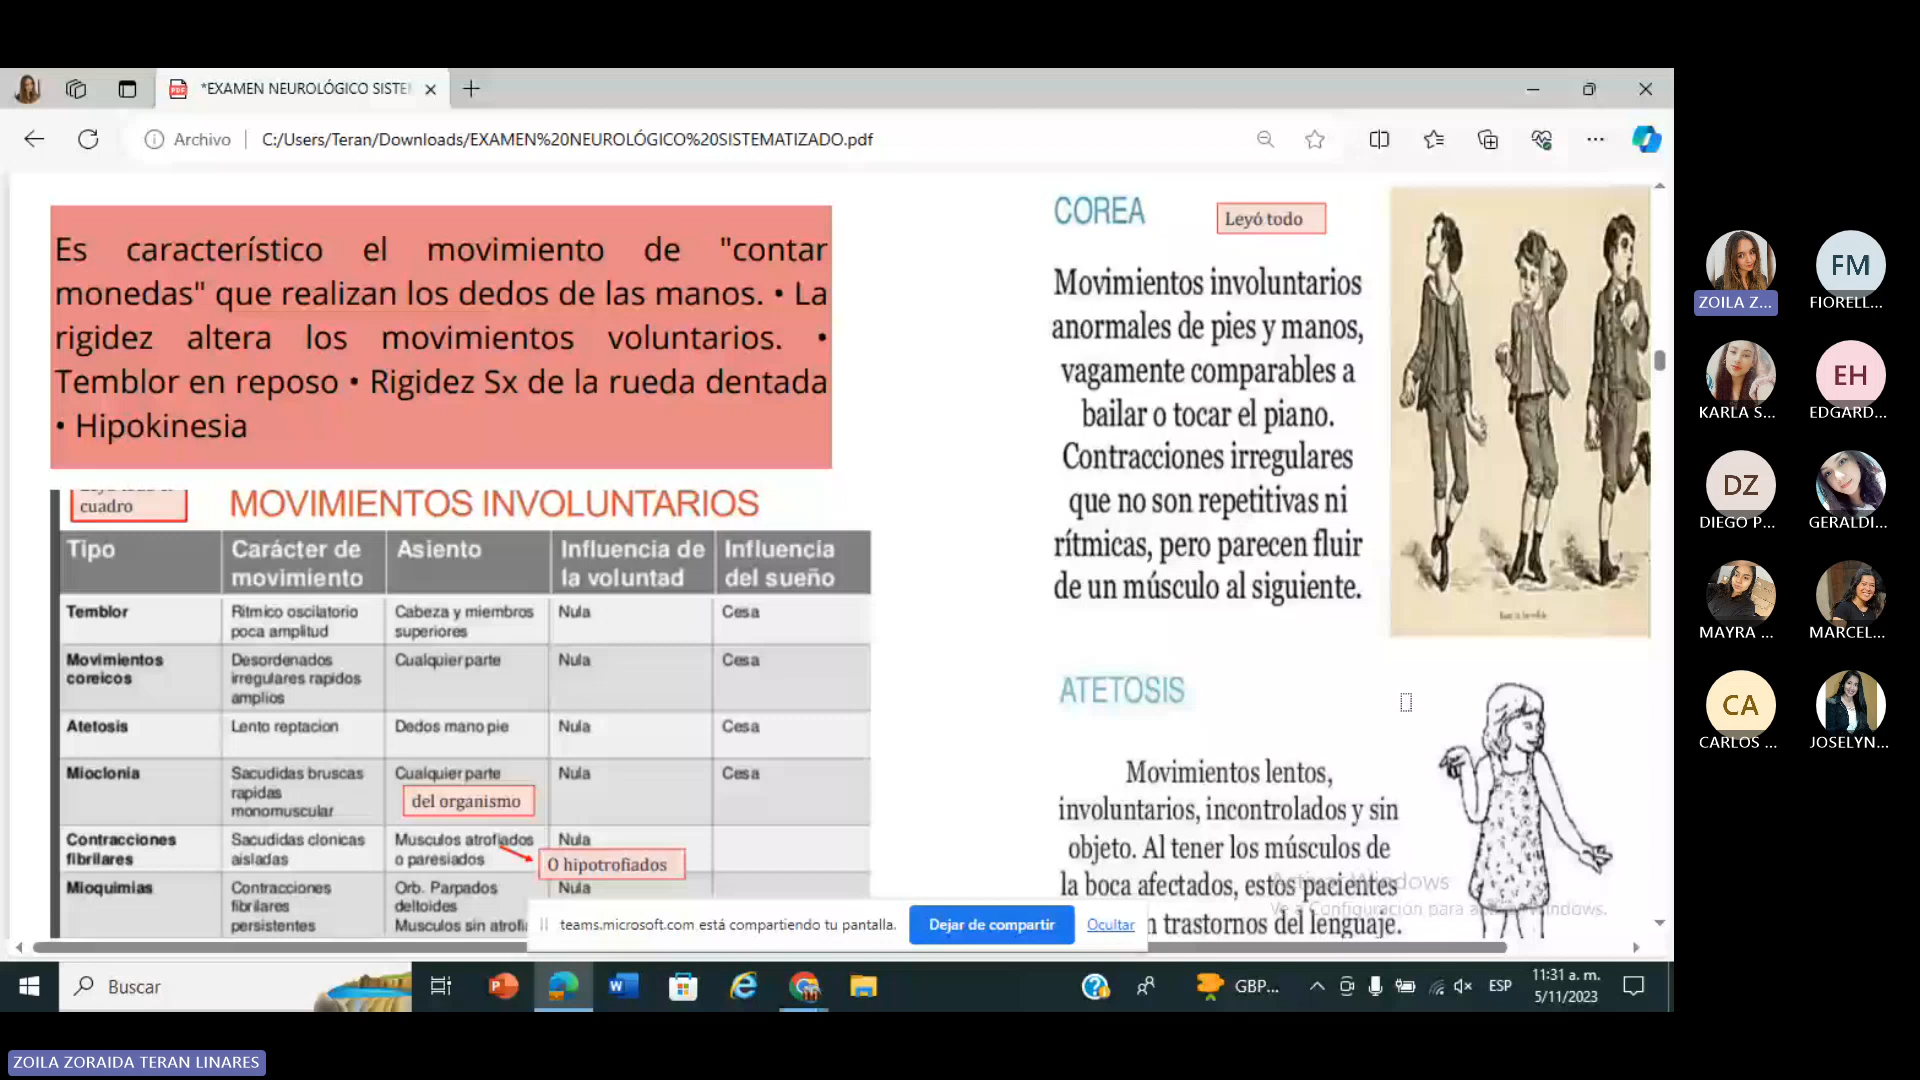 *EXAMEN NEUROLÓGICO SISTE
Archivo
C:/Users/Teran/Downloads/EXAMEN%20NEUROLÓGICO%20SISTEMATIZADO.pdf
Es característico el movimiento de "contar
monedas" que realizan los dedos de las manos. • La
rigidez altera los movimientos voluntarios. •
Temblor en reposo • Rigidez Sx de la rueda dentada
• Hipokinesia
cuadro
MOVIMIENTOS INVOLUNTARIOS
Tipo Carácter de movimiento Asiento Influencia de la voluntad Influencia del sueño
Temblor Ritmico oscilatorio poca amplitud Cabeza y miembros superiores Nula Cesa
Movimientos coreicos Desordenados irregulares rapidos amplios Cualquier parte Nula Cesa
Atetosis Lento reptacion Dedos mano pie Nula Cesa
Mioclonia Sacudidas bruscas rapidas monomuscular Cualquier parte Nula Cesa
del organismo
Contracciones fibrilares Sacudidas clonicas aisladas Musculos atrofiados o paresiados Nula
O hipotrofiados
Mioquimias Contracciones fibrilares persistentes Orb. Parpados deltoides Musculos sin Nula
COREA
Leyó todo
Movimientos involuntarios
anormales de pies y manos,
vagamente comparables a
bailar o tocar el piano.
Contracciones irregulares
que no son repetitivas ni
rítmicas, pero parecen fluir
de un músculo al siguiente.
ATETOSIS
Movimientos lentos,
involuntarios, incontrolados y sin
objeto. Al tener los músculos de
la boca afectados, estos pacientes
trastornos del lenguaje.
Activar Windows
Ve a Configuración para activar Windows.
teams.microsoft.com está compartiendo tu pantalla.
Dejar de compartir
Ocultar
Buscar
GBP...
ESP
11:31 a. m.
5/11/2023
ZOILA Z...
FM
FIORELL...
KARLA S...
EH
EDGARD...
DZ
DIEGO P...
GERALDI...
MAYRA ...
MARCEL...
CA
CARLOS ...
JOSELYN...
ZOILA ZORAIDA TERAN LINARES